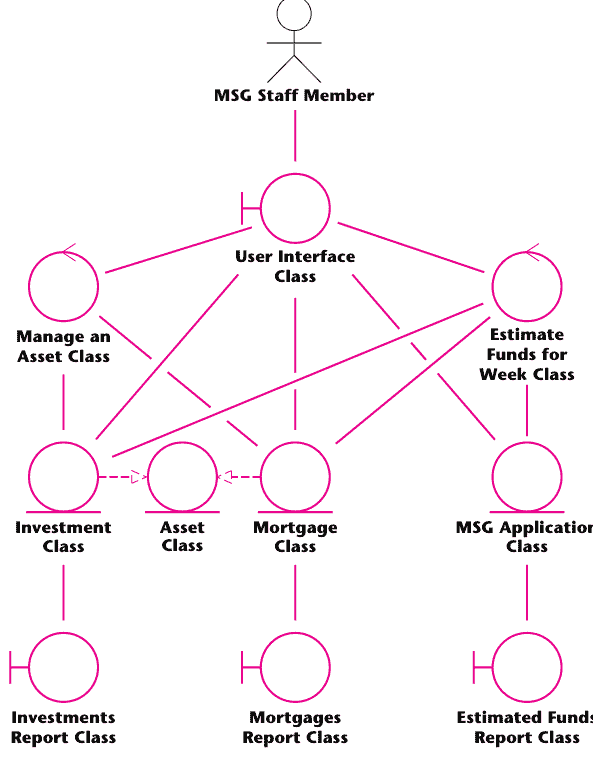 MSG Staff Member
User Interface
Class
Manage an
Asset Class
Estimate
Funds for
Week Class
Investment
Class
Asset
Class
Mortgage
Class
MSG Application
Class
Investments
Report Class
Mortgages
Report Class
Estimated Funds
Report Class